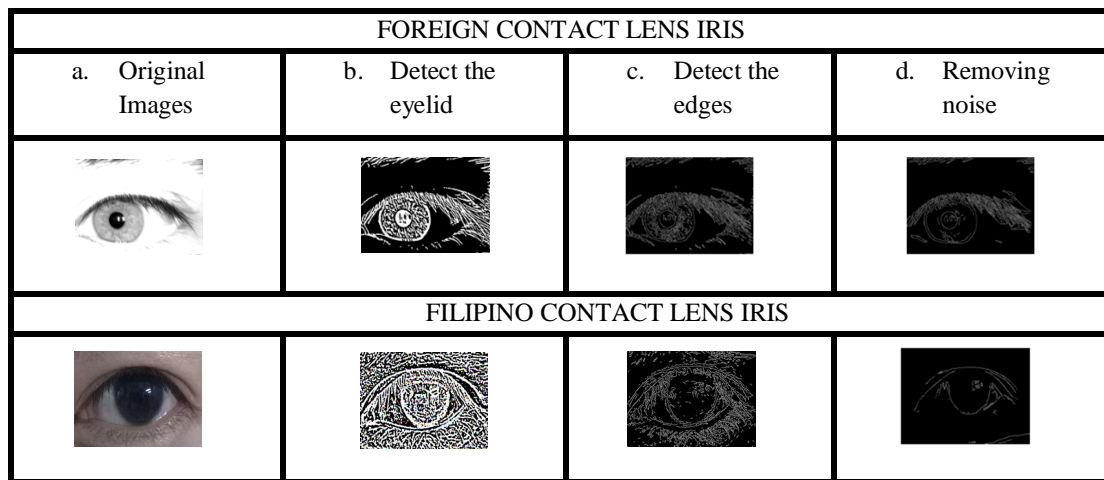 FOREIGN CONTACT LENS IRIS
a. Original
Images
b. Detect the
eyelid
c. Detect the
edges
d. Removing
noise
FILIPINO CONTACT LENS IRIS